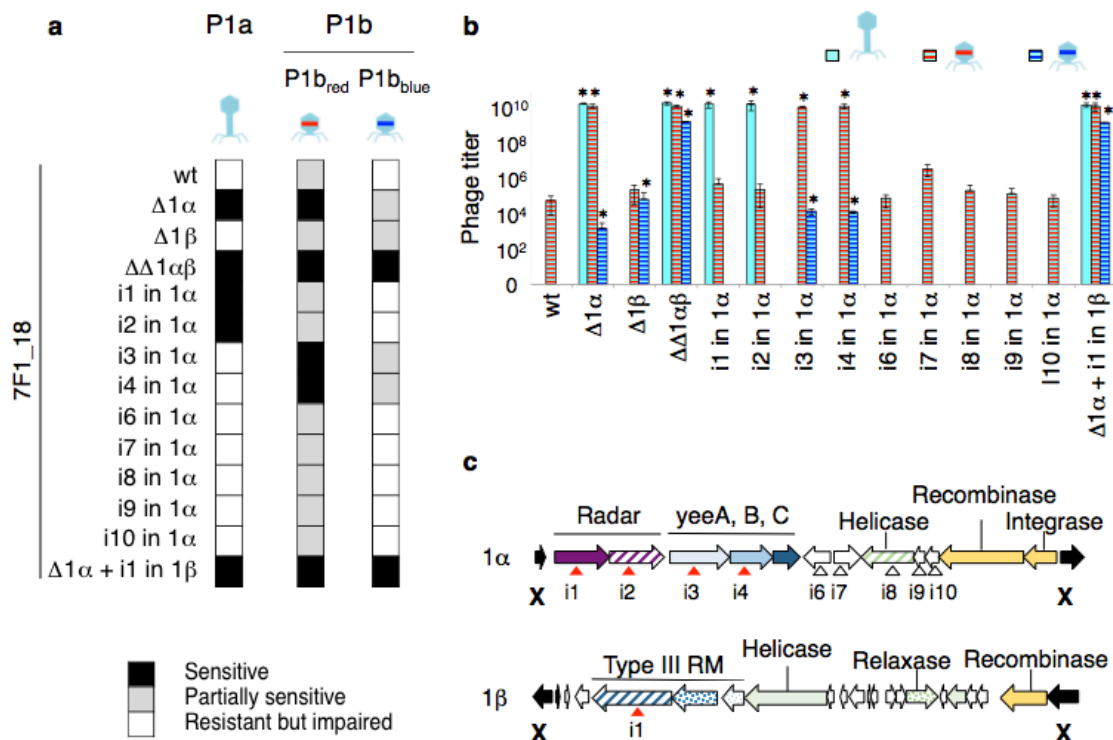 a
P1a
P1b
P1b_red
P1b_blue
7F1_18
wt
Δ1α
Δ1β
ΔΔ1αβ
i1 in 1α
i2 in 1α
i3 in 1α
i4 in 1α
i6 in 1α
i7 in 1α
i8 in 1α
i9 in 1α
i10 in 1α
Δ1α + i1 in 1β
Sensitive
Partially sensitive
Resistant but impaired
b
Phage titer
10^10
10^8
10^6
10^4
10^2
0
** * ** * * * * * * * ** *
*
wt
Δ1α
Δ1β
ΔΔ1αβ
i1 in 1α
i2 in 1α
i3 in 1α
i4 in 1α
i6 in 1α
i7 in 1α
i8 in 1α
i9 in 1α
I10 in 1α
Δ1α + i1 in 1β
c
Radar
yeeA, B, C
Helicase
Recombinase
Integrase
1α
X
i1
i2
i3
i4
i6
i7
i8
i9
i10
X
Type III RM
Helicase
Relaxase
Recombinase
1β
X
i1
X